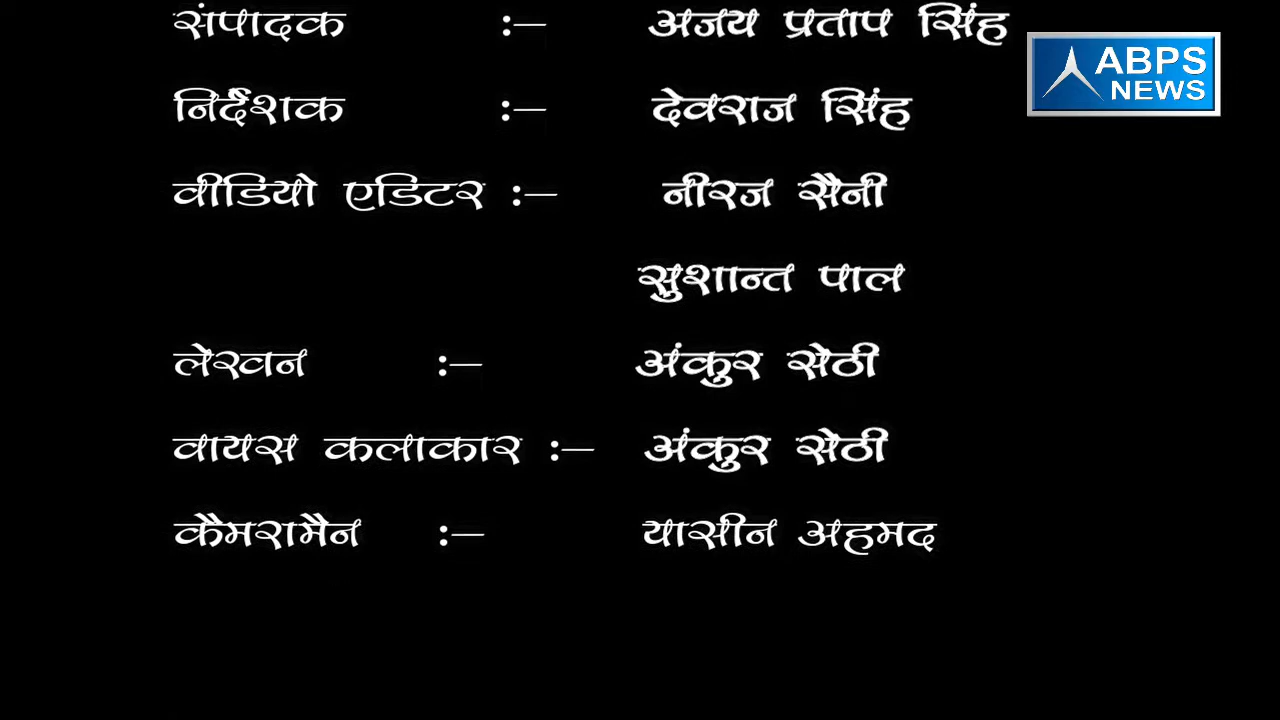 संपादक :– अजय प्रताप सिंह
ABPS
NEWS
निर्देशक :– देवराज सिंह
वीडियो एडिटर :– नीरज सैनी
सुशान्त पाल
लेखन :– अंकुर सेठी
वायस कलाकार :– अंकुर सेठी
कैमरामैन :– यासीन अहमद